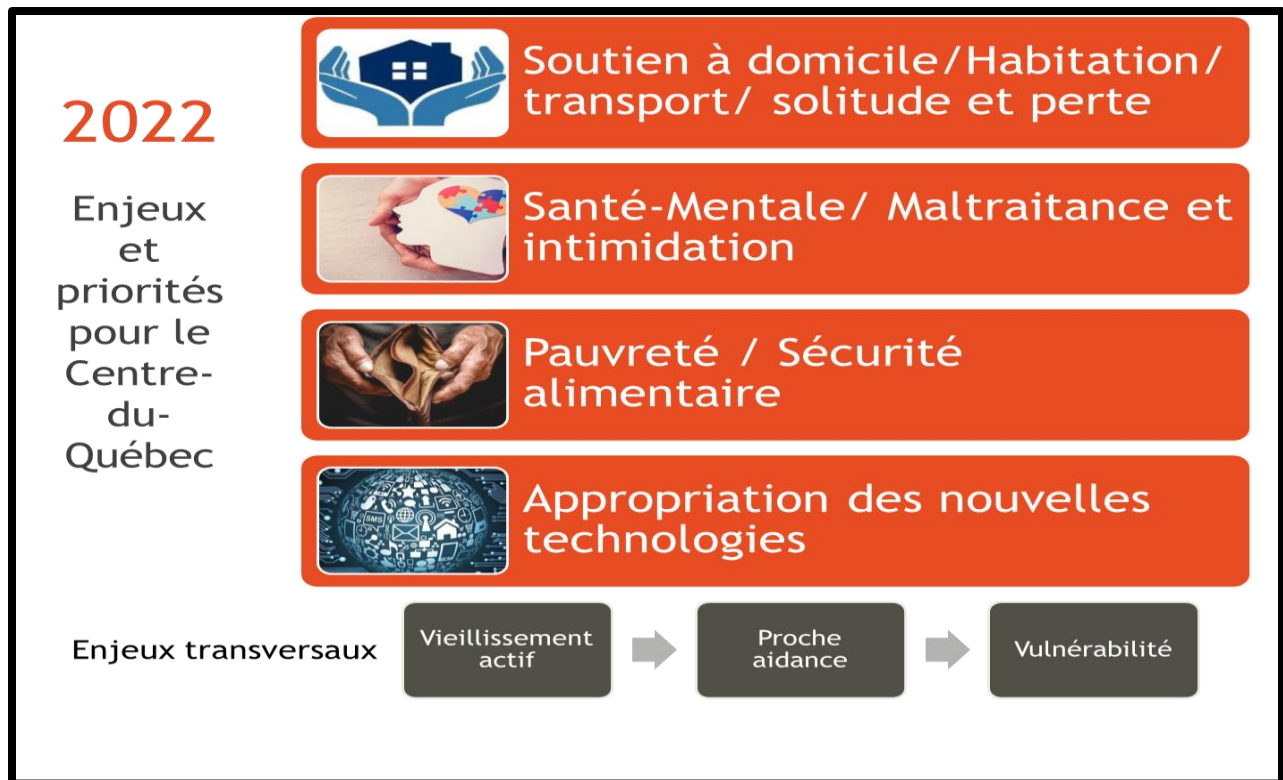 2022
Enjeux
et
priorités
pour le
Centre-
du-
Québec
Soutien à domicile/Habitation/
transport/ solitude et perte
Santé-Mentale/ Maltraitance et
intimidation
Pauvreté / Sécurité
alimentaire
SMS
Appropriation des nouvelles
technologies
Enjeux transversaux
Vieillissement
actif
Proche
aidance
Vulnérabilité